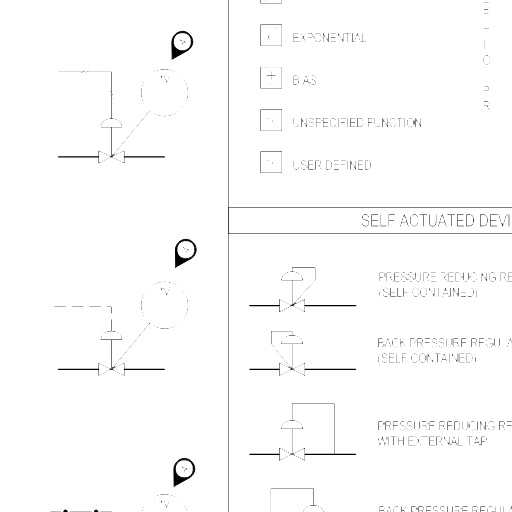 EXPONENTIAL
BIAS
UNSPECIFIED FUNCTION
USER DEFINED
SELF ACTUATED DEVI
PRESSURE REDUCING RE
(SELF CONTAINED)
BACK PRESSURE REGULA
(SELF CONTAINED)
PRESSURE REDUCING RE
WITH EXTERNAL TAP
BACK PRESSURE REGULA